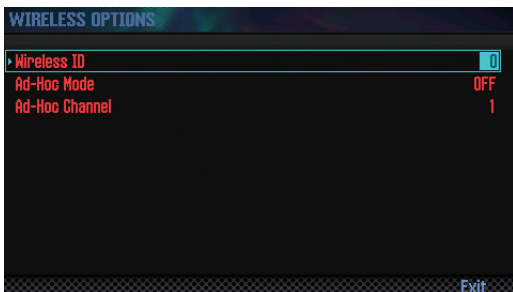 WIRELESS OPTIONS
Wireless ID 0
Ad-Hoc Mode OFF
Ad-Hoc Channel 1
Exit